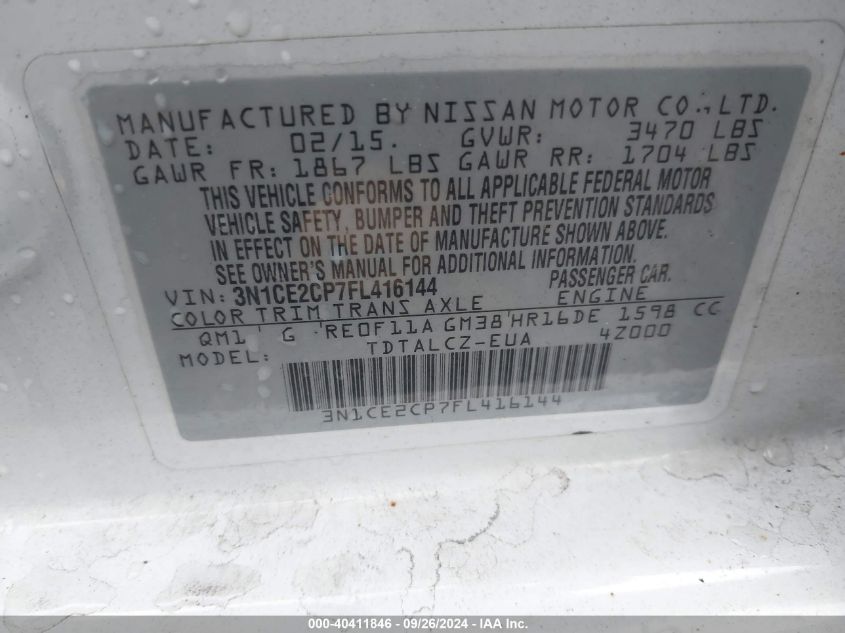 MANUFACTURED BY NISSAN MOTOR CO., LTD.
DATE: 02/15. GVWR: 3470 LBS
GAWR FR: 1867 LBS GAWR RR: 1704 LBS
THIS VEHICLE CONFORMS TO ALL APPLICABLE FEDERAL MOTOR
VEHICLE SAFETY, BUMPER AND THEFT PREVENTION STANDARDS
IN EFFECT ON THE DATE OF MANUFACTURE SHOWN ABOVE.
SEE OWNER'S MANUAL FOR ADDITIONAL INFORMATION.
VIN: 3N1CE2CP7FL416144 PASSENGER CAR.
COLOR TRIM TRANS AXLE ENGINE
QM1 G RE0F11A GM38 HR16DE 1598 CC
MODEL: TDTALCZ-EUA 4Z000
3N1CE2CP7FL416144
000-40411846 - 09/26/2024 - IAA Inc.